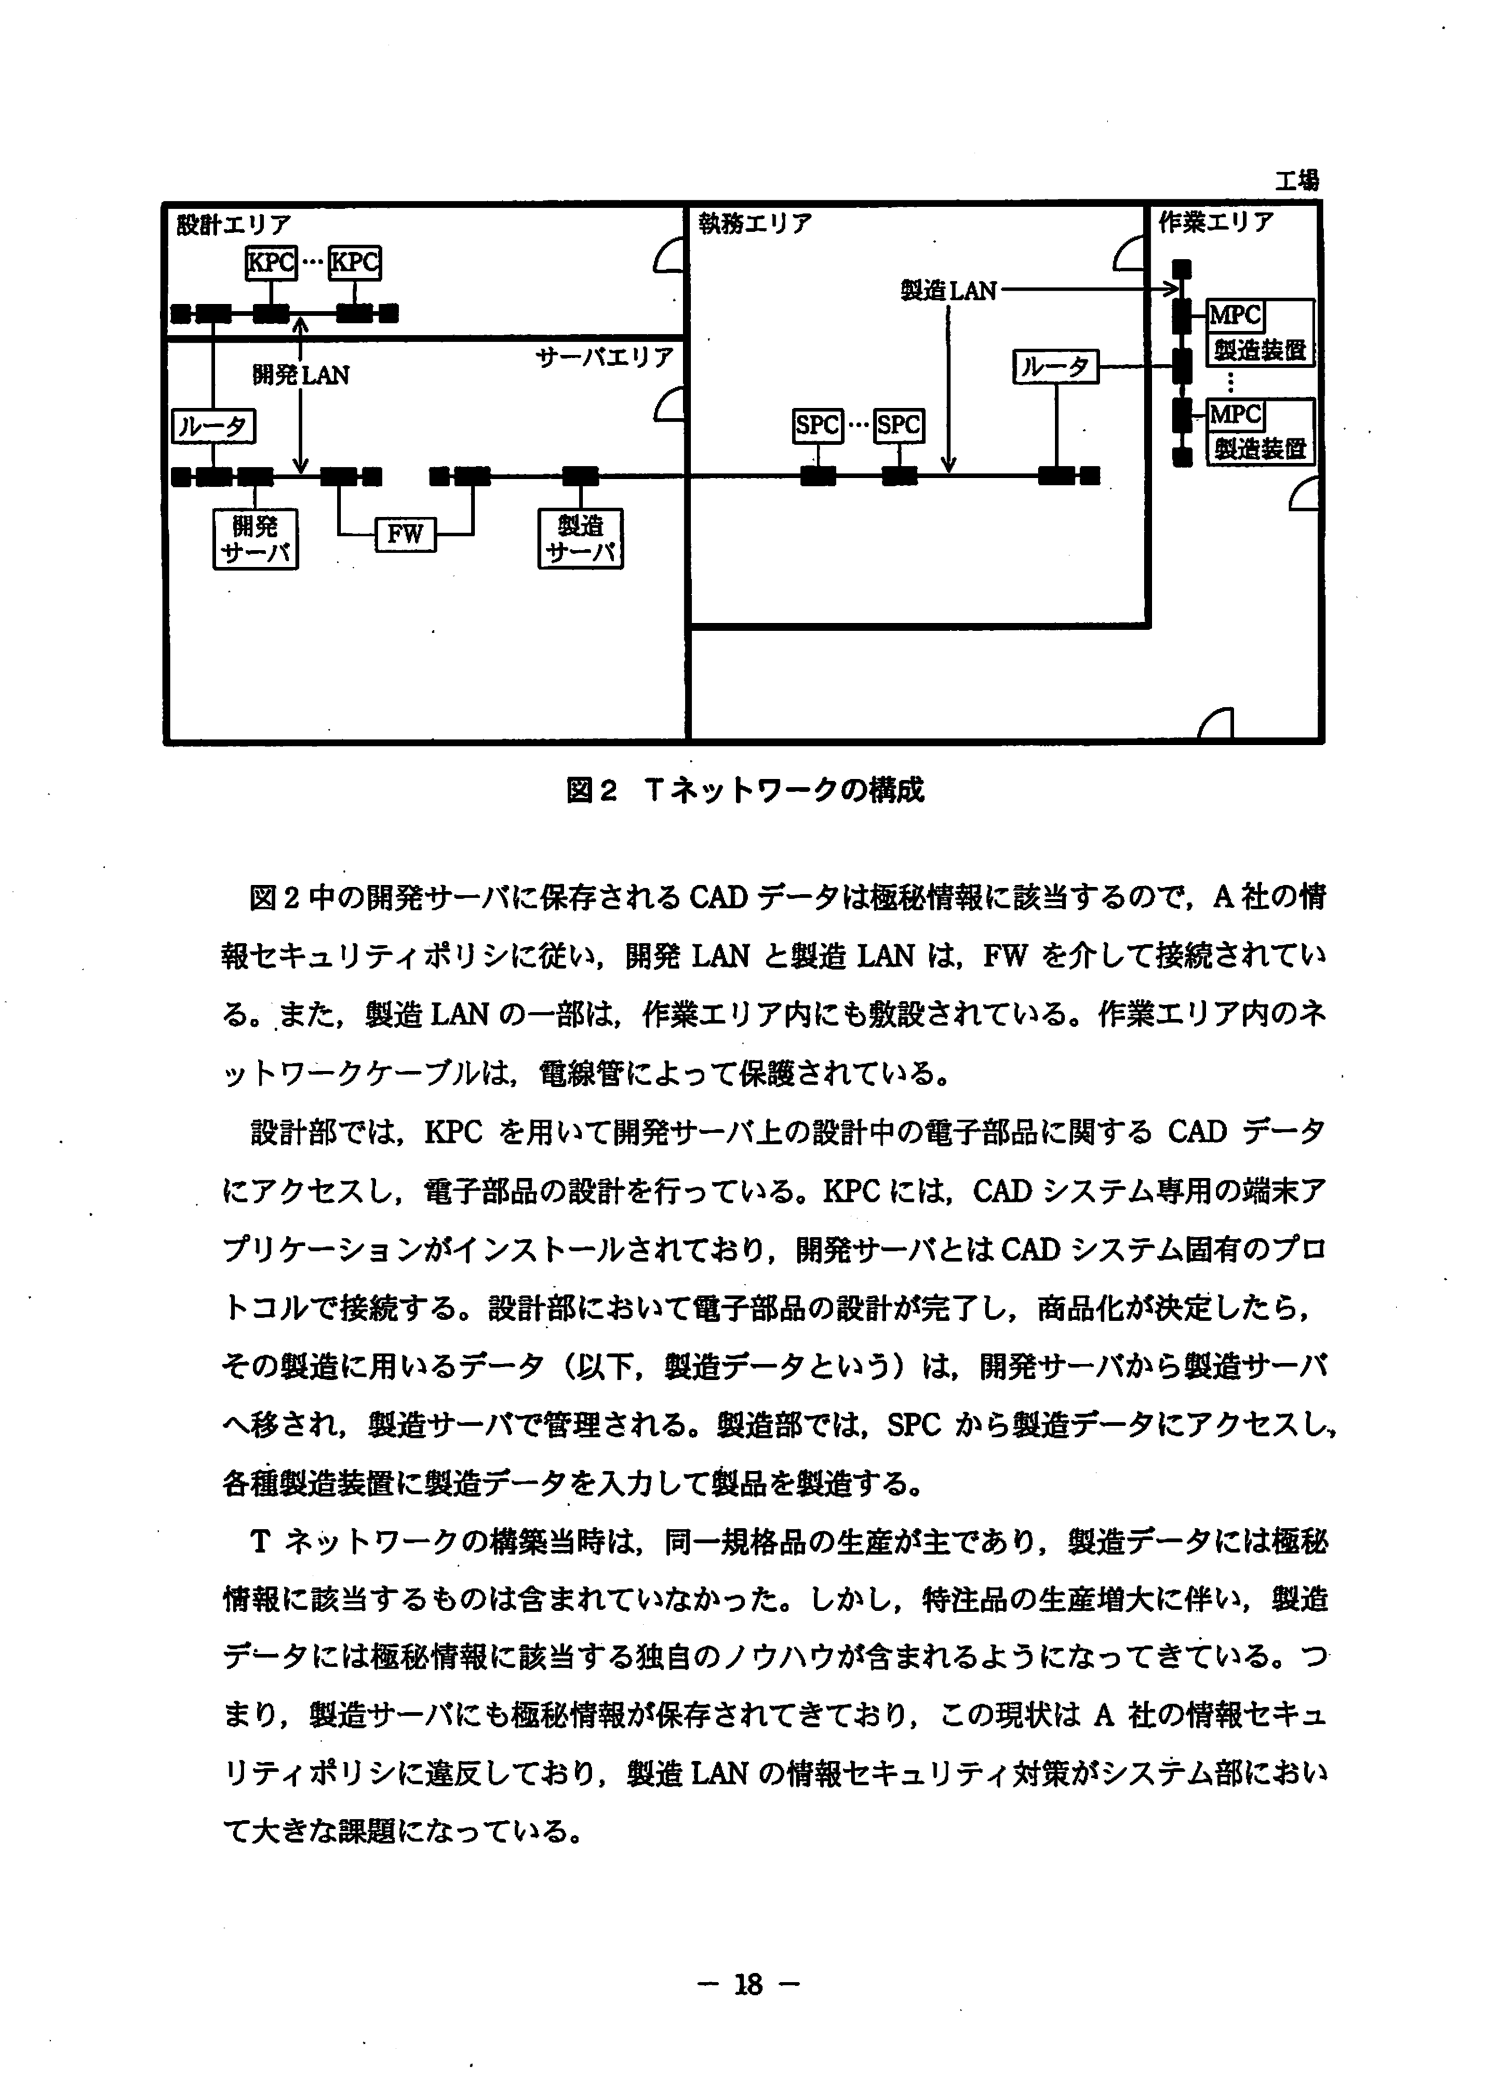 工場
設計エリア
KPC…KPC
開発LAN
ルータ
サーバエリア
開発
サーバ
FW
製造
サーバ
執務エリア
製造LAN
ルータ
SPC…SPC
作業エリア
MPC
製造装置
⋮
MPC
製造装置
図2 Tネットワークの構成
図2中の開発サーバに保存されるCADデータは極秘情報に該当するので，A社の情
報セキュリティポリシに従い，開発LANと製造LANは，FWを介して接続されてい
る。また，製造LANの一部は，作業エリア内にも敷設されている。作業エリア内のネ
ットワークケーブルは，電線管によって保護されている。
設計部では，KPCを用いて開発サーバ上の設計中の電子部品に関するCADデータ
にアクセスし，電子部品の設計を行っている。KPCには，CADシステム専用の端末ア
プリケーションがインストールされており，開発サーバとはCADシステム固有のプロ
トコルで接続する。設計部において電子部品の設計が完了し，商品化が決定したら，
その製造に用いるデータ（以下，製造データという）は，開発サーバから製造サーバ
へ移され，製造サーバで管理される。製造部では，SPCから製造データにアクセスし，
各種製造装置に製造データを入力して製品を製造する。
Tネットワークの構築当時は，同一規格品の生産が主であり，製造データには極秘
情報に該当するものは含まれていなかった。しかし，特注品の生産増大に伴い，製造
データには極秘情報に該当する独自のノウハウが含まれるようになってきている。つ
まり，製造サーバにも極秘情報が保存されてきており，この現状はA社の情報セキュ
リティポリシに違反しており，製造LANの情報セキュリティ対策がシステム部におい
て大きな課題になっている。
－ 18 －